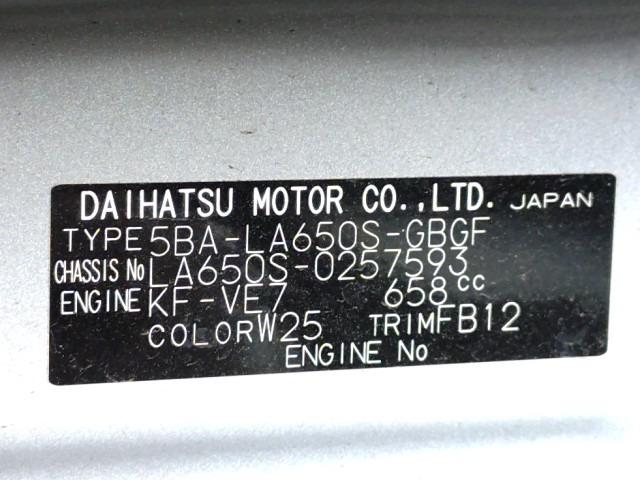 DAIHATSU MOTOR CO.,LTD. JAPAN
TYPE 5BA-LA650S-GBGF
CHASSIS No LA650S-0257593
ENGINE KF-VE7 658 cc
COLOR W25 TRIM FB12
ENGINE No